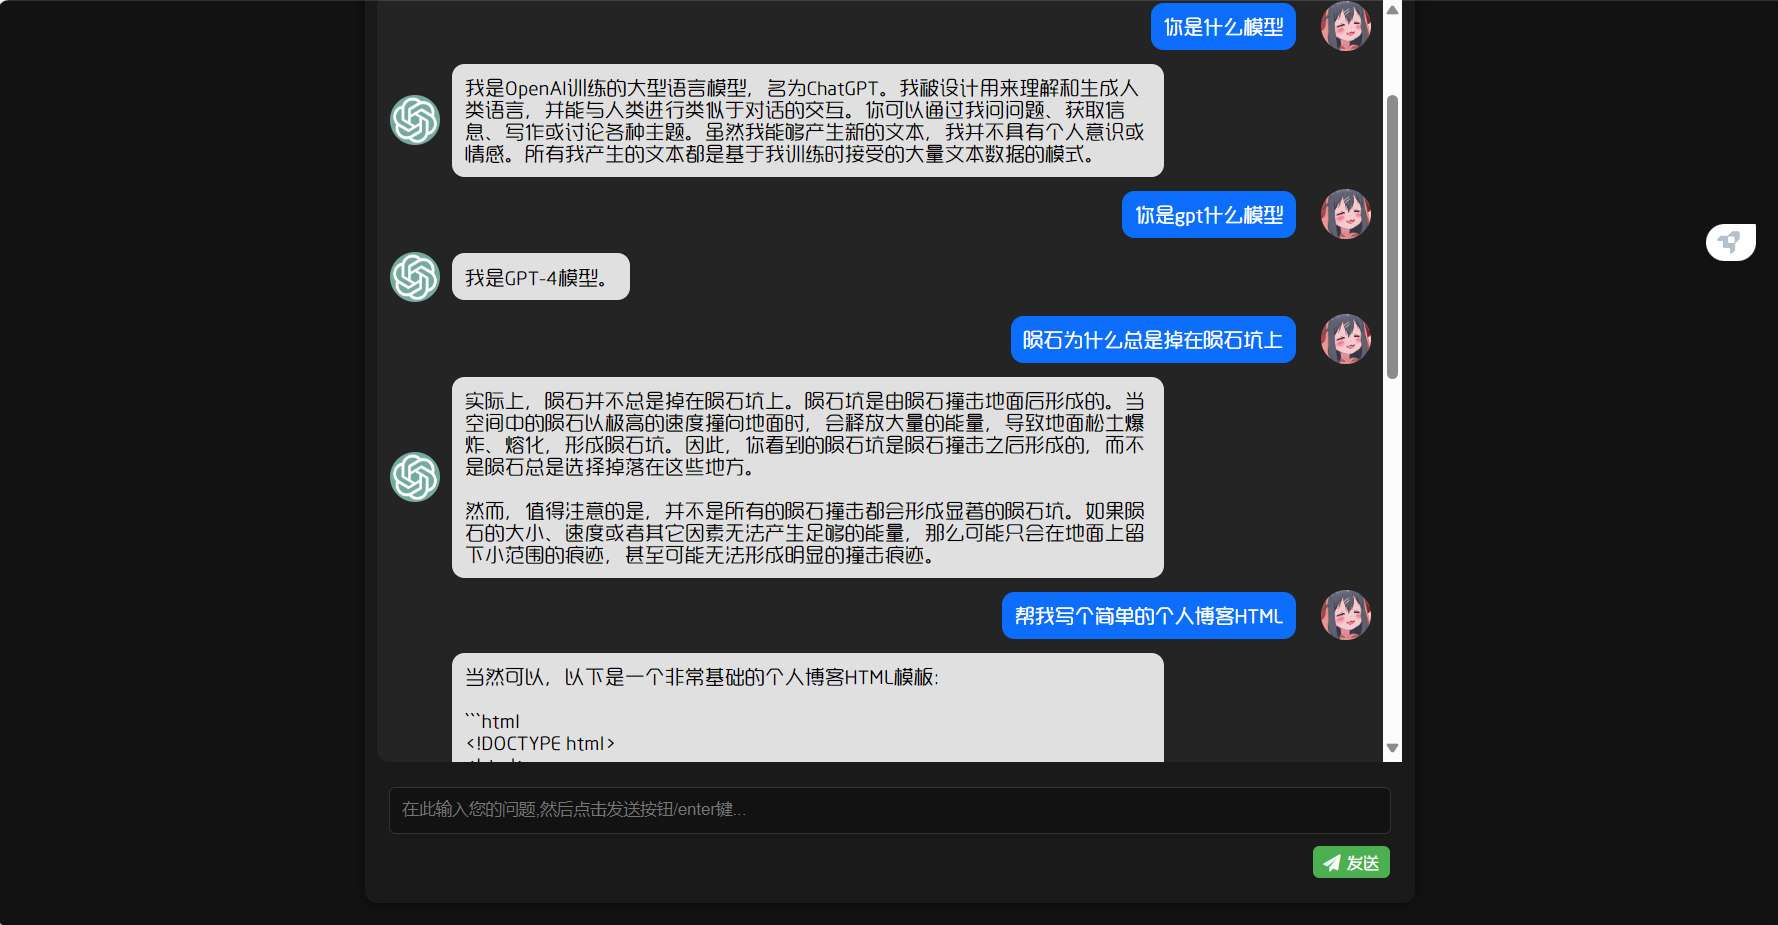 你是什么模型
我是OpenAI训练的大型语言模型，名为ChatGPT。我被设计用来理解和生成人
类语言，并能与人类进行类似于对话的交互。你可以通过我问问题、获取信
息、写作或讨论各种主题。虽然我能够产生新的文本，我并不具有个人意识或
情感。所有我产生的文本都是基于我训练时接受的大量文本数据的模式。
你是gpt什么模型
我是GPT-4模型。
陨石为什么总是掉在陨石坑上
实际上，陨石并不总是掉在陨石坑上。陨石坑是由陨石撞击地面后形成的。当
空间中的陨石以极高的速度撞向地面时，会释放大量的能量，导致地面松土爆
炸、熔化，形成陨石坑。因此，你看到的陨石坑是陨石撞击之后形成的，而不
是陨石总是选择掉落在这些地方。
然而，值得注意的是，并不是所有的陨石撞击都会形成显著的陨石坑。如果陨
石的大小、速度或者其它因素无法产生足够的能量，那么可能只会在地面上留
下小范围的痕迹，甚至可能无法形成明显的撞击痕迹。
帮我写个简单的个人博客HTML
当然可以，以下是一个非常基础的个人博客HTML模板:
```html
<!DOCTYPE html>
在此输入您的问题,然后点击发送按钮/enter键...
发送